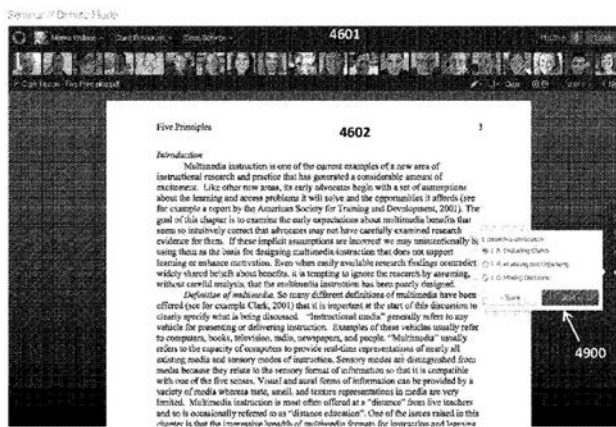 Seminar // Debate Mode
4601
Five Principles
3
4602
Introduction
Multimedia instruction is one of the current examples of a new area of
instructional research and practice that has generated a considerable amount of
excitement. Like other new areas, its early advocates begin with a set of assumptions
about the learning and access problems it will solve and the opportunities it affords (see
for example a report by the American Society for Training and Development, 2001). The
goal of this chapter is to examine the early expectations about multimedia benefits that
seem so intuitively correct that advocates may not have carefully examined research
evidence for them. If these implicit assumptions are incorrect we may unintentionally be
using them as the basis for designing multimedia instruction that does not support
learning or enhance motivation. Even when easily available research findings contradict
widely shared beliefs about benefits, it is tempting to ignore the research by assuming,
without careful analysis, that the multimedia instruction has been poorly designed.
Definition of multimedia. So many different definitions of multimedia have been
offered (see for example Clark, 2001) that it is important at the start of this discussion to
clearly specify what is being discussed. "Instructional media" generally refers to any
vehicle for presenting or delivering instruction. Examples of these vehicles usually refer
to computers, books, television, radio, newspapers, and people. "Multimedia" usually
refers to the capacity of computers to provide real-time representations of nearly all
existing media and sensory modes of instruction. Sensory modes are distinguished from
media because they relate to the sensory format of information so that it is compatible
with one of the five senses. Visual and aural forms of information can be provided by a
variety of media whereas taste, smell, and texture representations in media are very
limited. Multimedia instruction is most often offered at a "distance" from live teachers
and so is occasionally referred to as "distance education". One of the issues raised in this
chapter is that the impressive breadth of multimedia formats for instruction and learning
Back
4900